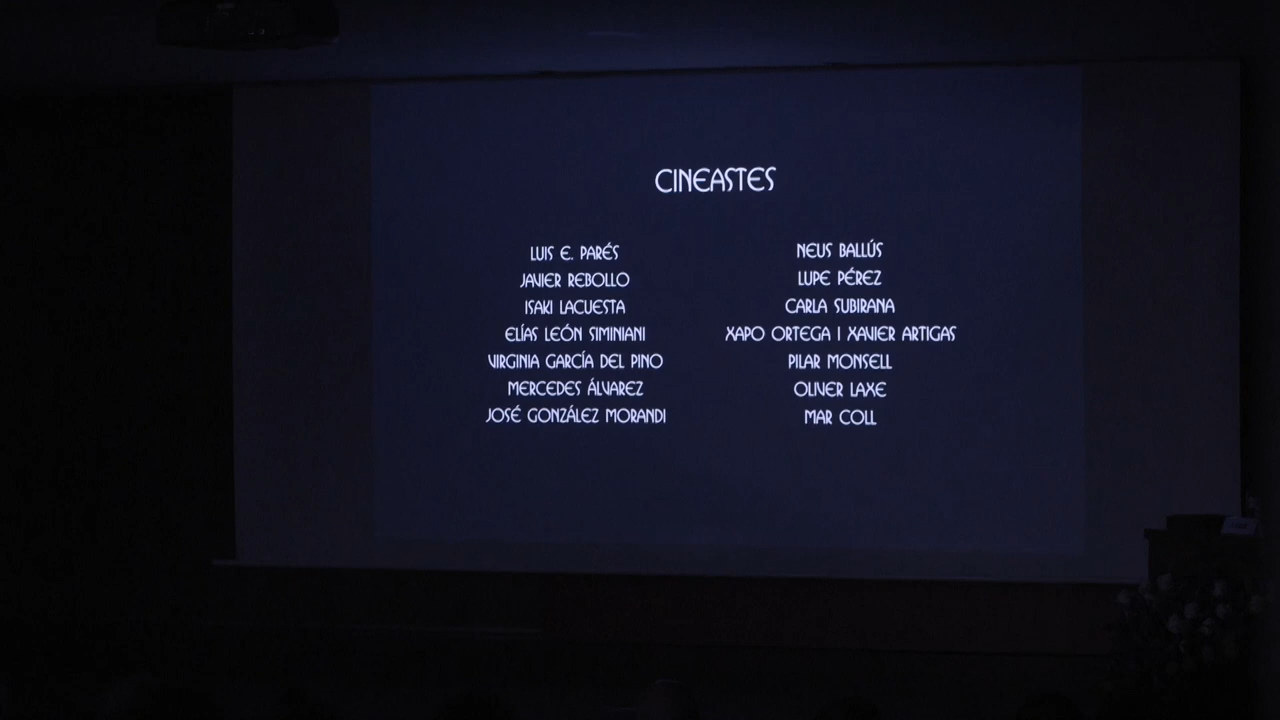 CINEASTES
LUIS E. PARÉS
JAVIER REBOLLO
ISAKI LACUESTA
ELÍAS LEÓN SIMINIANI
VIRGINIA GARCÍA DEL PINO
MERCEDES ÁLVAREZ
JOSÉ GONZÁLEZ MORANDI
NEUS BALLÚS
LUPE PÉREZ
CARLA SUBIRANA
XAPO ORTEGA I XAVIER ARTIGAS
PILAR MONSELL
OLIVER LAXE
MAR COLL